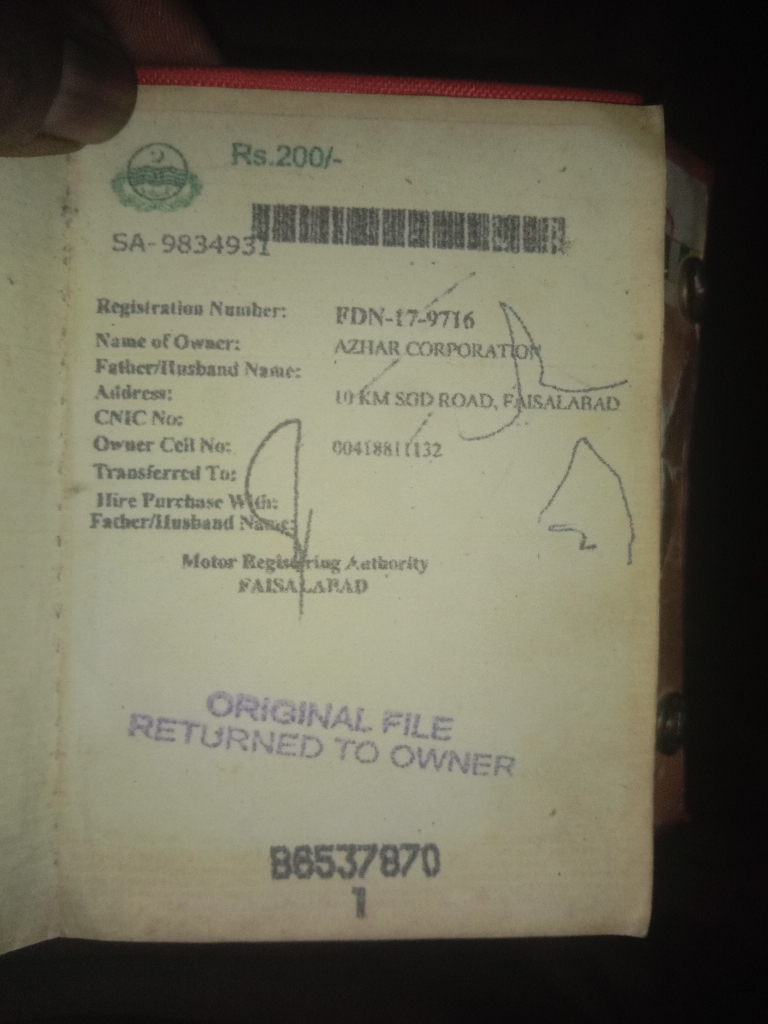 Rs.200/-
SA-9834931
Registration Number: FDN-17-9716
Name of Owner: AZHAR CORPORATION
Father/Husband Name:
Address: 10 KM SGD ROAD, FAISALABAD
CNIC No:
Owner Cell No: 00418811132
Transferred To:
Hire Purchase With:
Father/Husband Name:
Motor Registering Authority
FAISALABAD
ORIGINAL FILE
RETURNED TO OWNER
B6537870
1